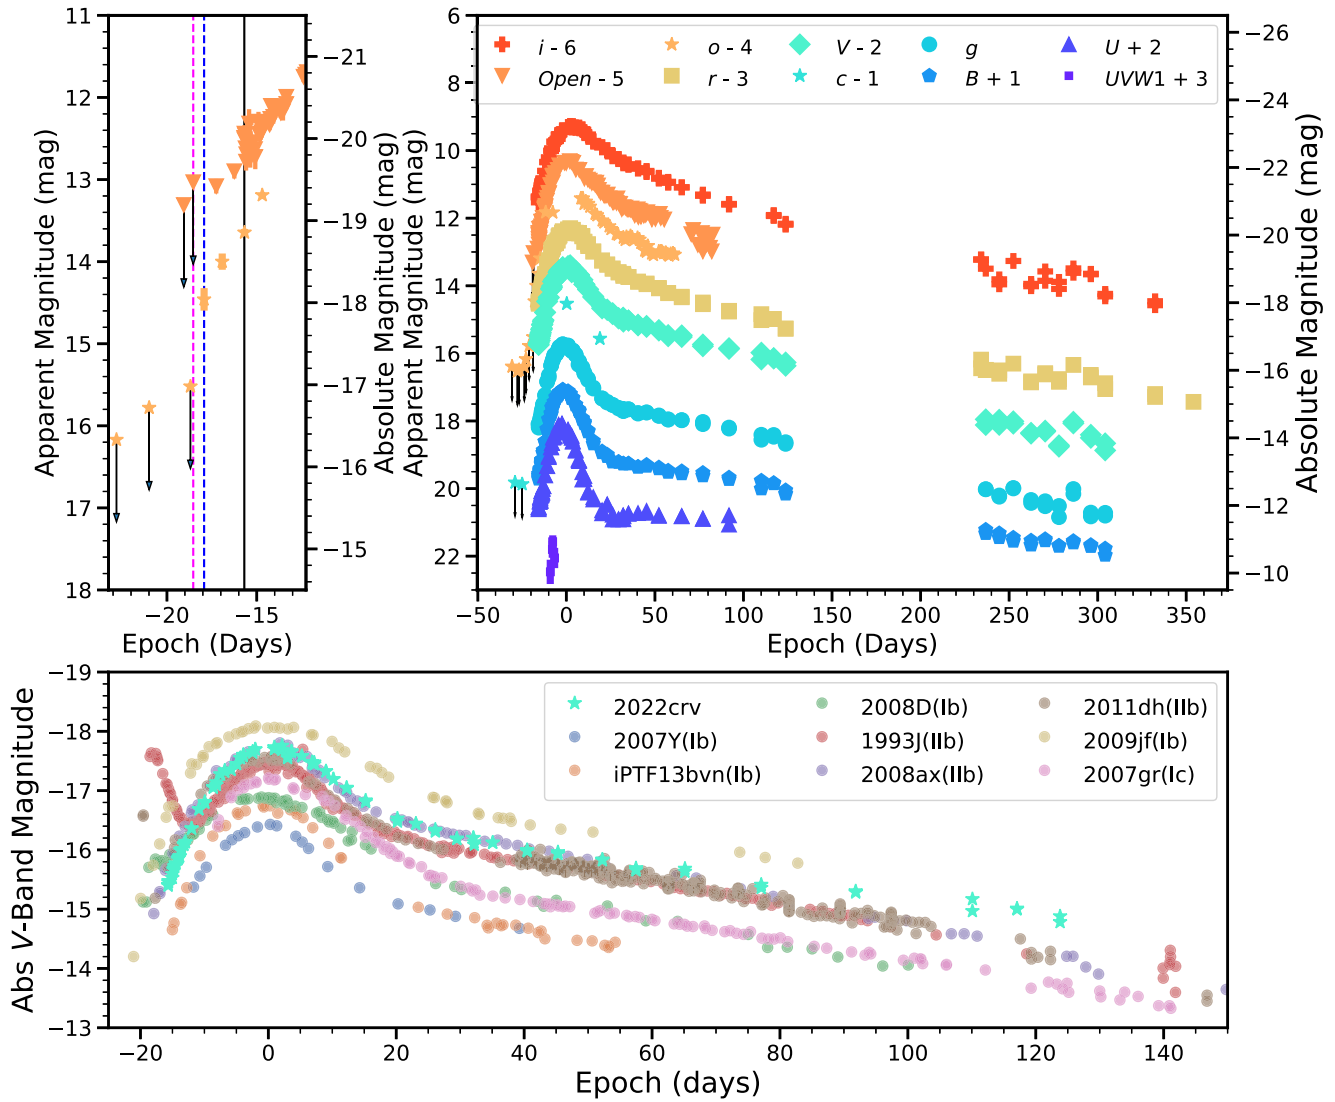 11
12
13
14
15
16
17
18
Apparent Magnitude (mag)
−20
−15
Epoch (Days)
−21
−20
−19
−18
−17
−16
−15
Absolute Magnitude (mag)
6
8
10
12
14
16
18
20
22
Apparent Magnitude (mag)
i - 6
Open - 5
o - 4
r - 3
V - 2
c - 1
g
B + 1
U + 2
UVW1 + 3
−50
0
50
100
150
200
250
300
350
Epoch (Days)
−26
−24
−22
−20
−18
−16
−14
−12
−10
Absolute Magnitude (mag)
−19
−18
−17
−16
−15
−14
−13
Abs V-Band Magnitude
2022crv
2007Y(Ib)
iPTF13bvn(Ib)
2008D(Ib)
1993J(IIb)
2008ax(IIb)
2011dh(IIb)
2009jf(Ib)
2007gr(Ic)
−20
0
20
40
60
80
100
120
140
Epoch (days)